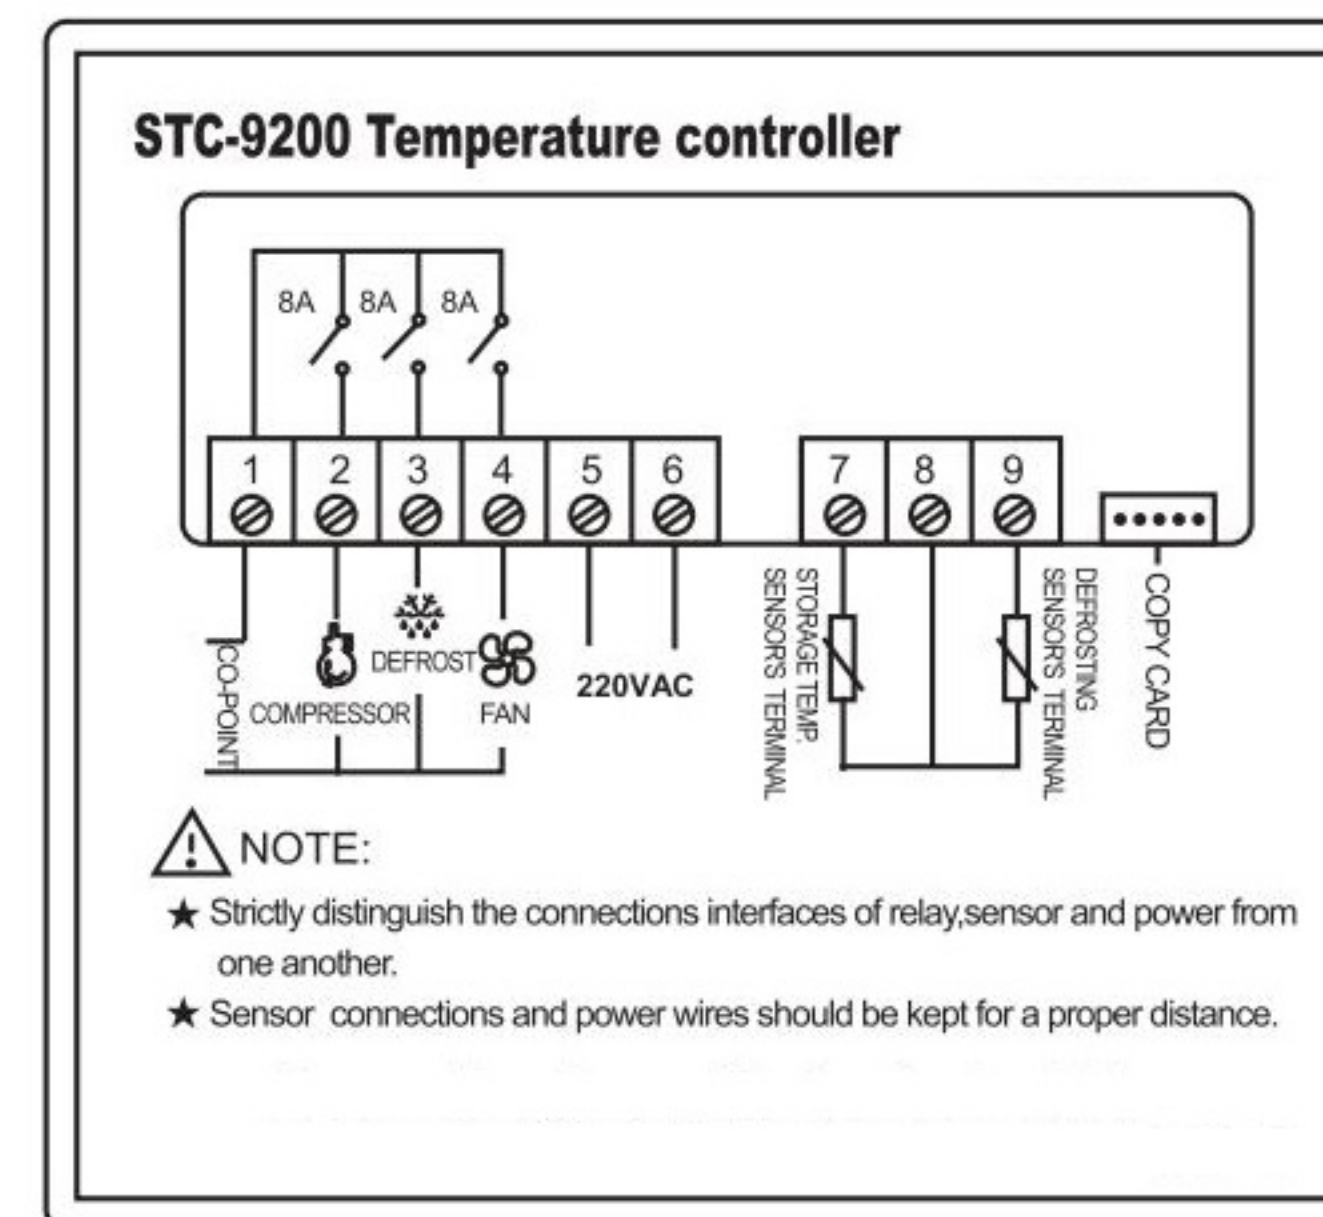 STC-9200 Temperature controller
8A 8A 8A
1 2 3 4 5 6 7 8 9
CO-POINT
COMPRESSOR
DEFROST
FAN
220VAC
STORAGE TEMP.
SENSOR'S TERMINAL
DEFROSTING
SENSOR'S TERMINAL
COPY CARD
NOTE:
★ Strictly distinguish the connections interfaces of relay,sensor and power from
one another.
★ Sensor connections and power wires should be kept for a proper distance.